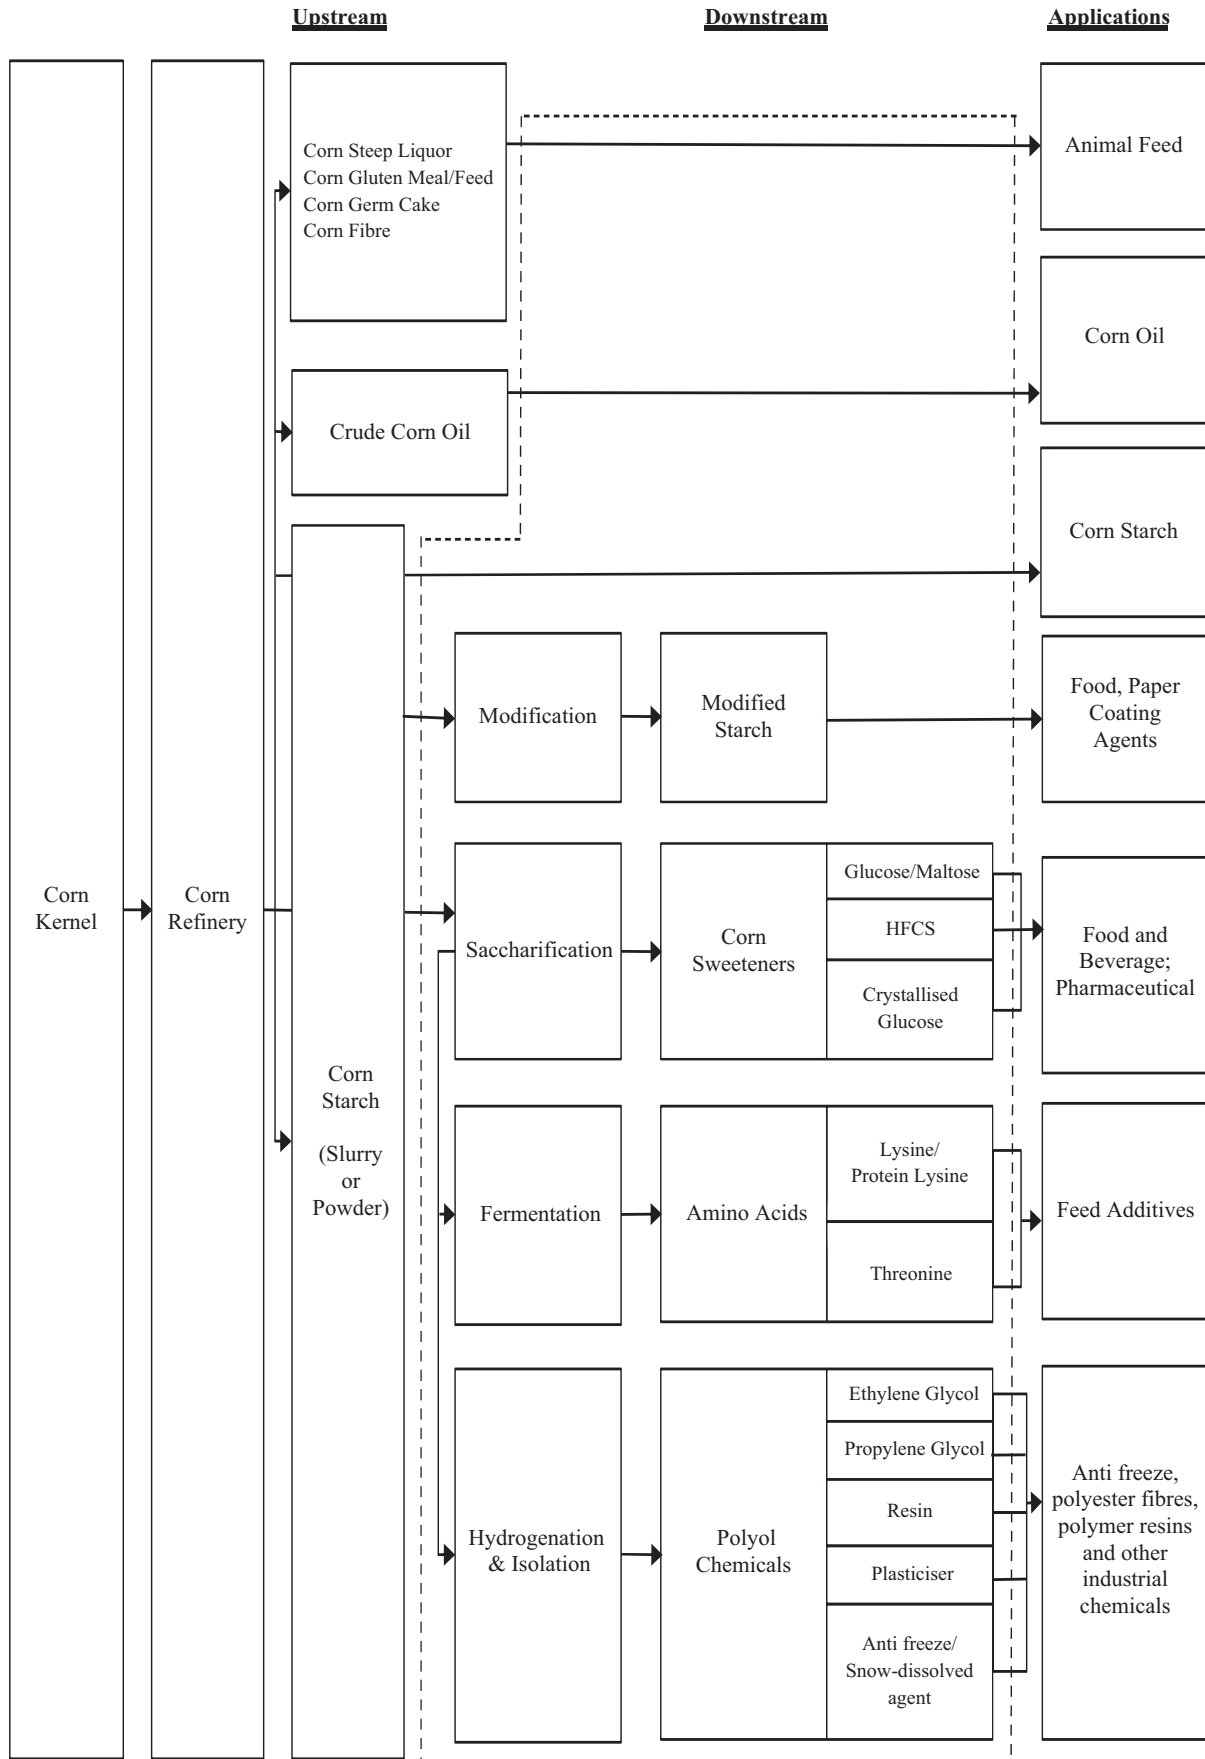 Upstream
Downstream
Applications
Corn Steep Liquor
Corn Gluten Meal/Feed
Corn Germ Cake
Corn Fibre
Animal Feed
Corn Oil
Crude Corn Oil
Corn Starch
Modification
Modified
Starch
Food, Paper
Coating
Agents
Corn
Kernel
Corn
Refinery
Corn
Starch
(Slurry
or
Powder)
Saccharification
Corn
Sweeteners
Glucose/Maltose
HFCS
Crystallised
Glucose
Food and
Beverage;
Pharmaceutical
Fermentation
Amino Acids
Lysine/
Protein Lysine
Threonine
Feed Additives
Hydrogenation
& Isolation
Polyol
Chemicals
Ethylene Glycol
Propylene Glycol
Resin
Plasticiser
Anti freeze/
Snow-dissolved
agent
Anti freeze,
polyester fibres,
polymer resins
and other
industrial
chemicals